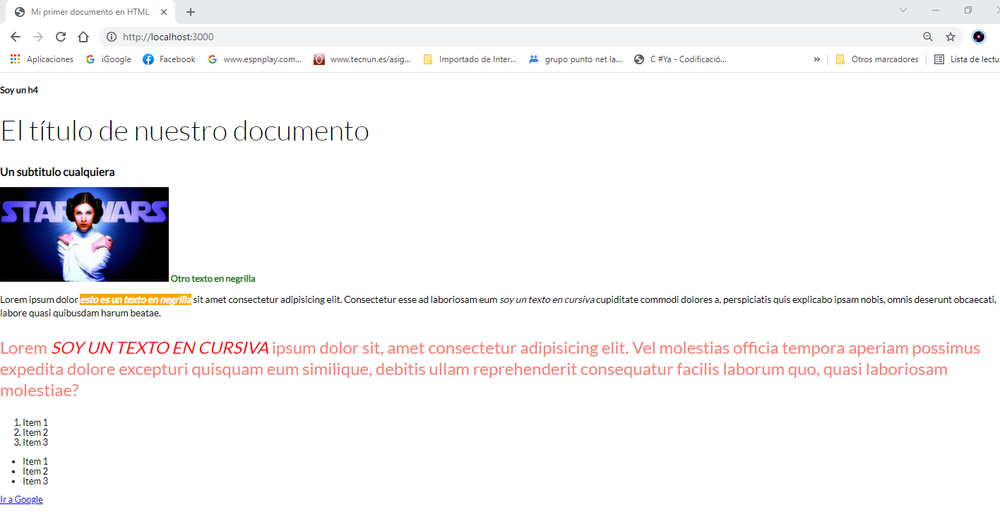 Mi primer documento en HTML
http://localhost:3000
Aplicaciones iGoogle Facebook www.espnplay.com... www.tecnun.es/asig... Importado de Inter... grupo punto net la... C #Ya - Codificació... » Otros marcadores Lista de lectu
Soy un h4
El título de nuestro documento
Un subtitulo cualquiera
STAR WARS
Otro texto en negrilla
Lorem ipsum dolor esto es un texto en negrilla sit amet consectetur adipisicing elit. Consectetur esse ad laboriosam eum soy un texto en cursiva cupiditate commodi dolores a, perspiciatis quis explicabo ipsam nobis, omnis deserunt obcaecati,
labore quasi quibusdam harum beatae.
Lorem SOY UN TEXTO EN CURSIVA ipsum dolor sit, amet consectetur adipisicing elit. Vel molestias officia tempora aperiam possimus
expedita dolore excepturi quisquam eum similique, debitis ullam reprehenderit consequatur facilis laborum quo, quasi laboriosam
molestiae?
1. Item 1
2. Item 2
3. Item 3
• Item 1
• Item 2
• Item 3
Ir a Google